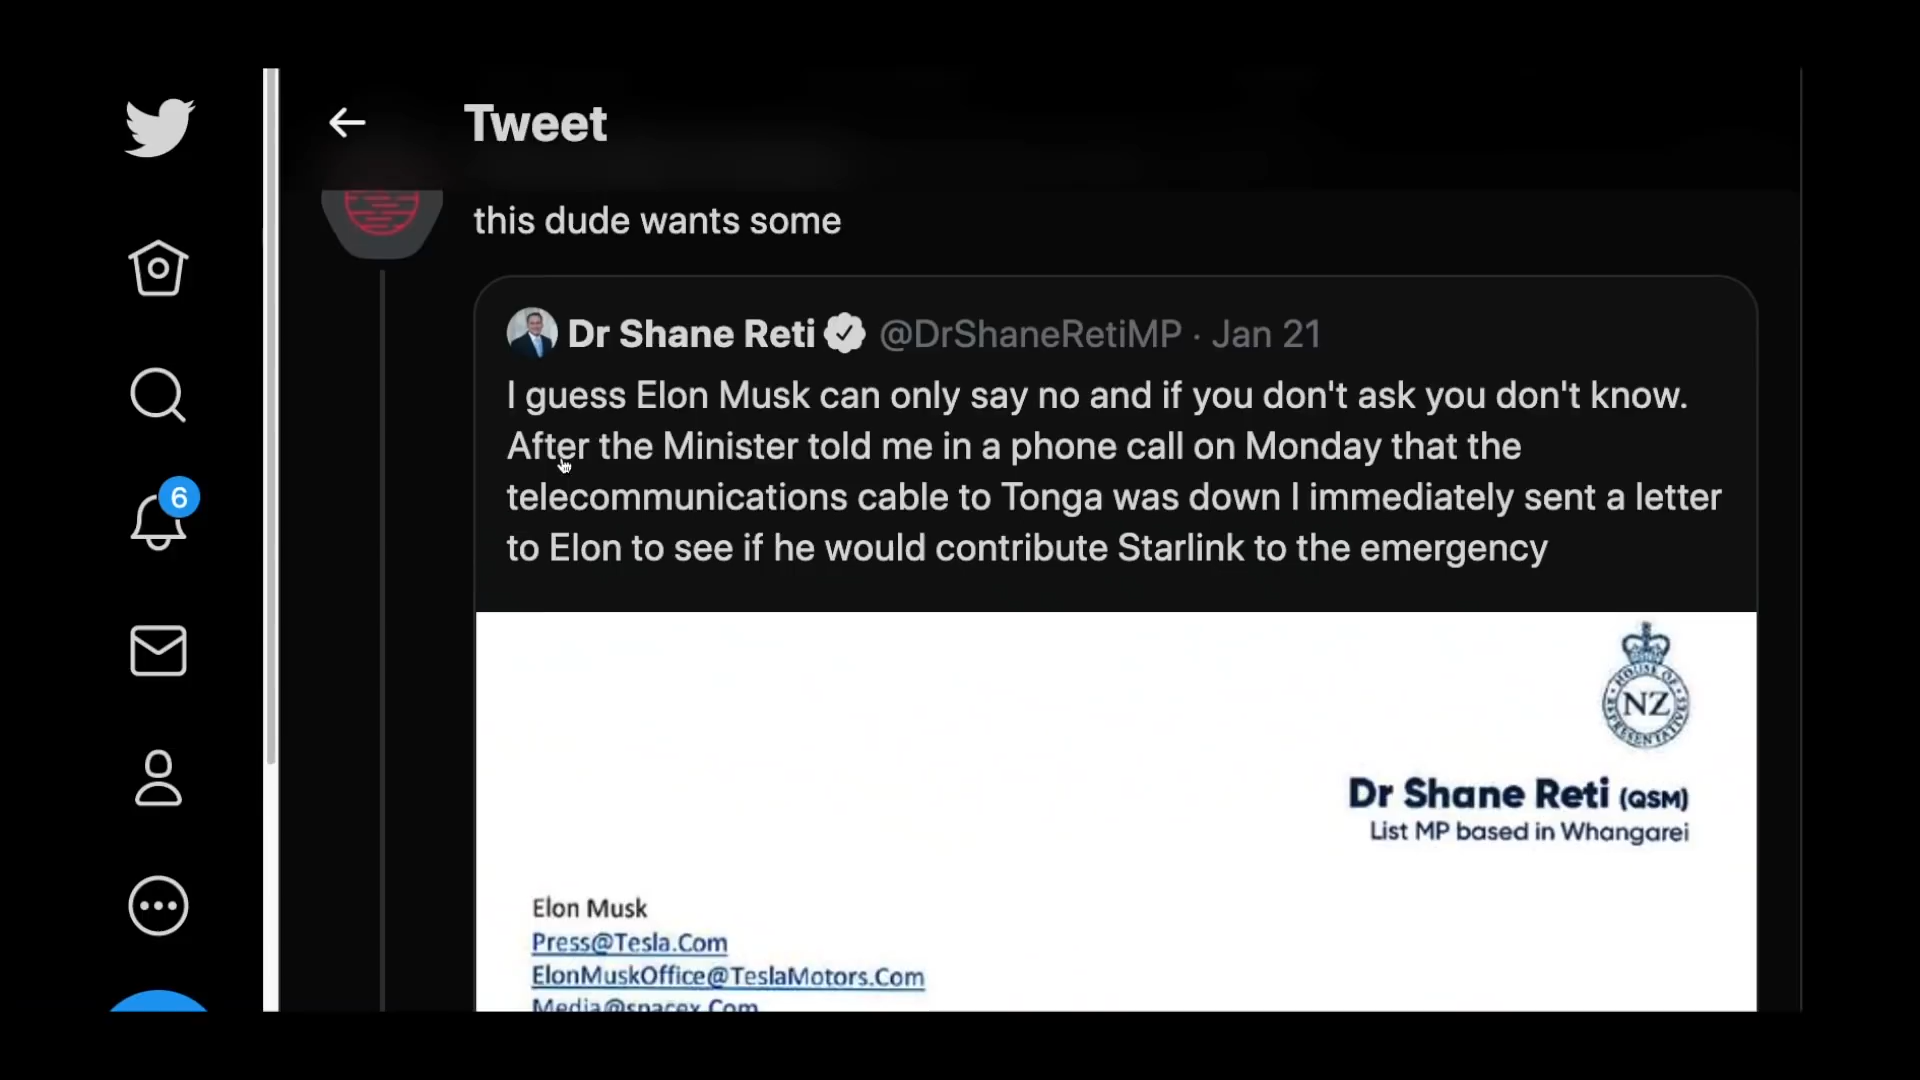 Tweet
this dude wants some
Dr Shane Reti @DrShaneRetiMP · Jan 21
I guess Elon Musk can only say no and if you don't ask you don't know.
After the Minister told me in a phone call on Monday that the
telecommunications cable to Tonga was down I immediately sent a letter
to Elon to see if he would contribute Starlink to the emergency
6
HOUSE OF
NZ
REPRESENTATIVES
Dr Shane Reti (QSM)
List MP based in Whangarei
Elon Musk
Press@Tesla.Com
ElonMuskOffice@TeslaMotors.Com
Media@spacex.Com